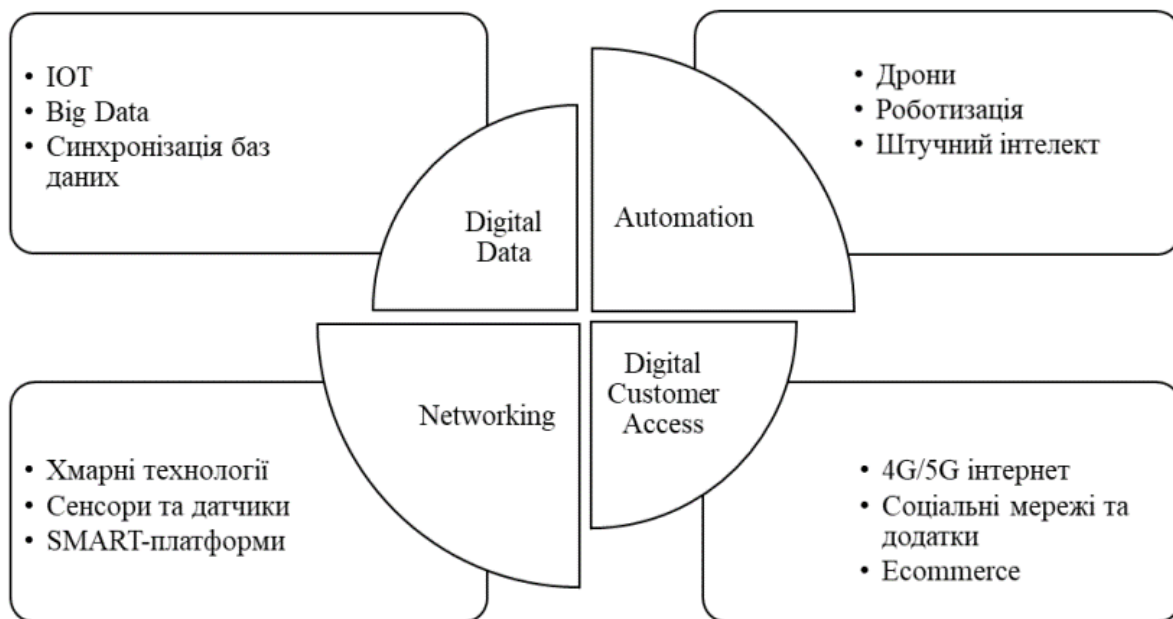 • IOT
• Big Data
• Синхронізація баз
даних
Digital
Data
Automation
• Дрони
• Роботизація
• Штучний інтелект
Networking
• Хмарні технології
• Сенсори та датчики
• SMART-платформи
Digital
Customer
Access
• 4G/5G інтернет
• Соціальні мережі та
додатки
• Ecommerce